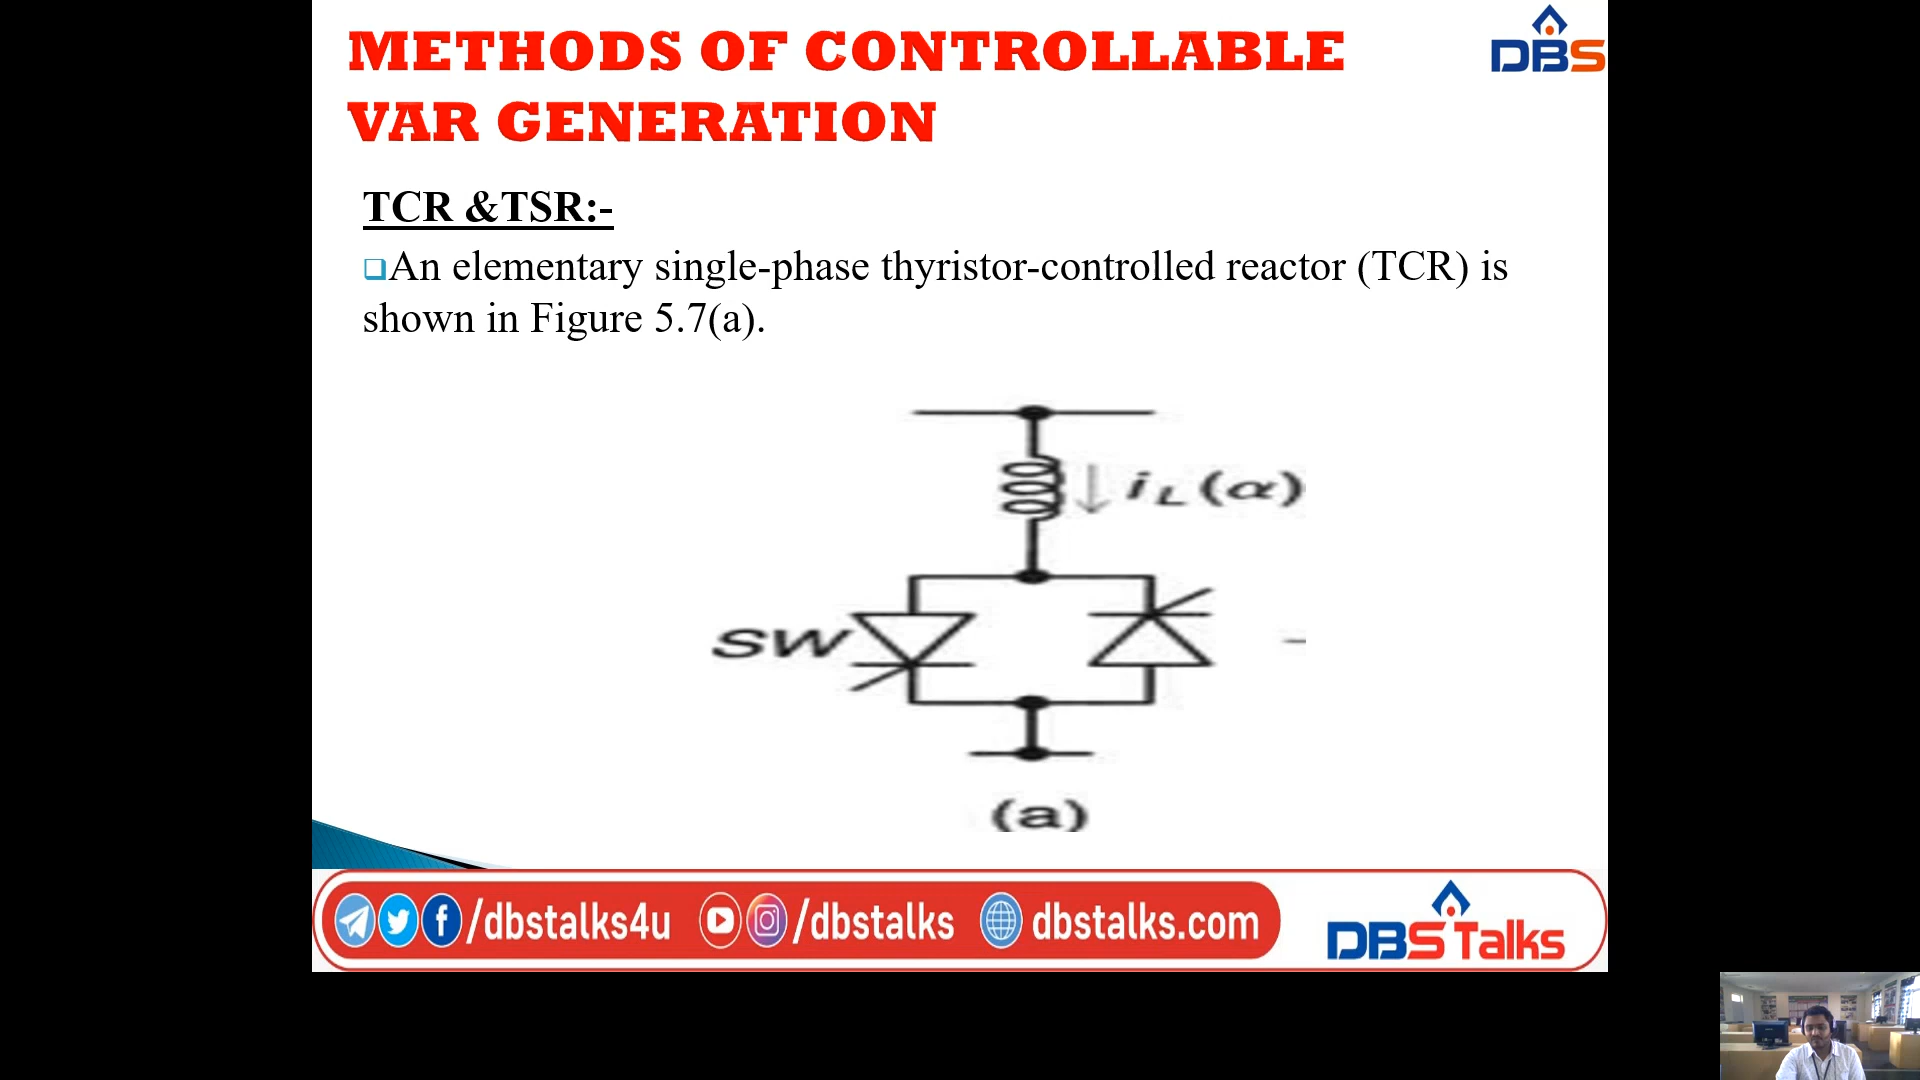 METHODS OF CONTROLLABLE
VAR GENERATION
DBS
TCR &TSR:-
An elementary single-phase thyristor-controlled reactor (TCR) is
shown in Figure 5.7(a).
iL(α)
SW
(a)
/dbstalks4u /dbstalks dbstalks.com
DBS Talks